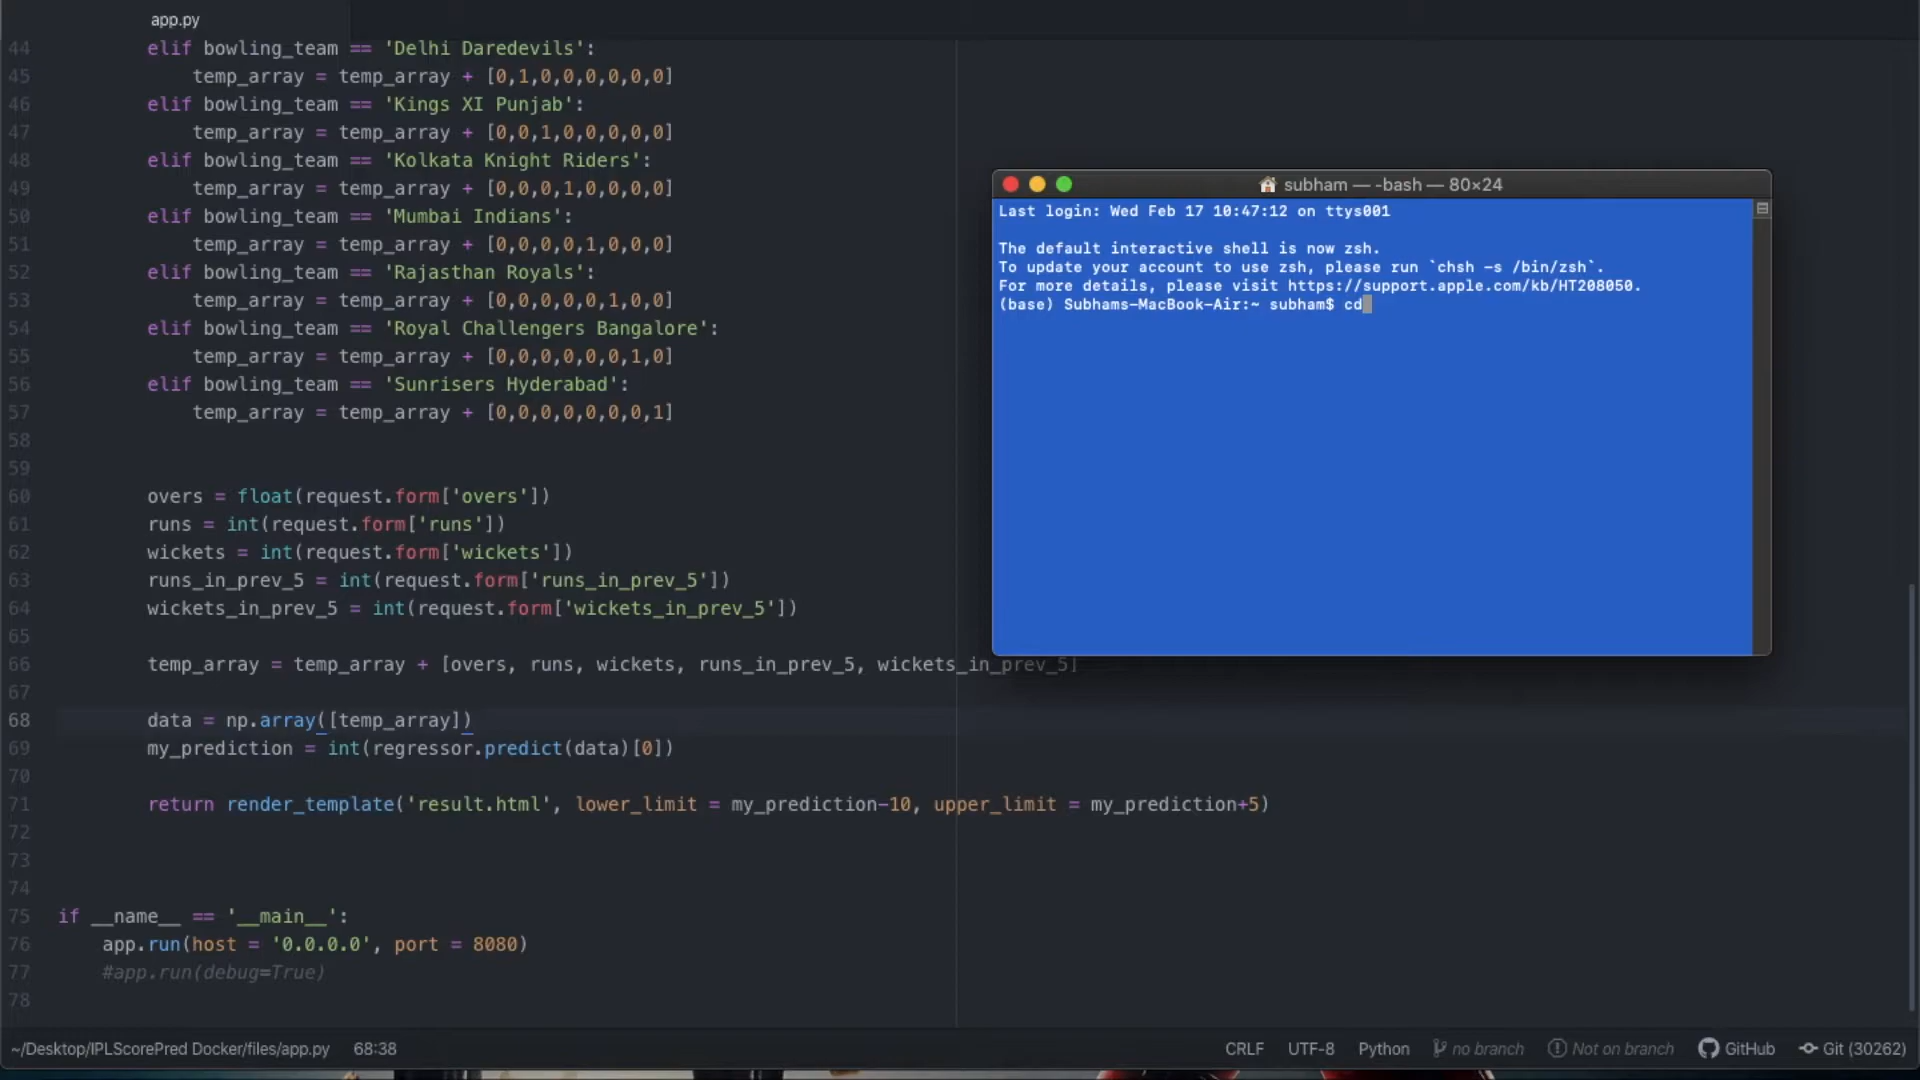 app.py
44 elif bowling_team == 'Delhi Daredevils':
45 temp_array = temp_array + [0,1,0,0,0,0,0,0]
46 elif bowling_team == 'Kings XI Punjab':
47 temp_array = temp_array + [0,0,1,0,0,0,0,0]
48 elif bowling_team == 'Kolkata Knight Riders':
49 temp_array = temp_array + [0,0,0,1,0,0,0,0]
50 elif bowling_team == 'Mumbai Indians':
51 temp_array = temp_array + [0,0,0,0,1,0,0,0]
52 elif bowling_team == 'Rajasthan Royals':
53 temp_array = temp_array + [0,0,0,0,0,1,0,0]
54 elif bowling_team == 'Royal Challengers Bangalore':
55 temp_array = temp_array + [0,0,0,0,0,0,1,0]
56 elif bowling_team == 'Sunrisers Hyderabad':
57 temp_array = temp_array + [0,0,0,0,0,0,0,1]
58
59
60 overs = float(request.form['overs'])
61 runs = int(request.form['runs'])
62 wickets = int(request.form['wickets'])
63 runs_in_prev_5 = int(request.form['runs_in_prev_5'])
64 wickets_in_prev_5 = int(request.form['wickets_in_prev_5'])
65
66 temp_array = temp_array + [overs, runs, wickets, runs_in_prev_5, wickets_in_prev_5]
67
68 data = np.array([temp_array])
69 my_prediction = int(regressor.predict(data)[0])
70
71 return render_template('result.html', lower_limit = my_prediction-10, upper_limit = my_prediction+5)
72
73
74
75 if __name__ == '__main__':
76 app.run(host = '0.0.0.0', port = 8080)
77 #app.run(debug=True)
78
subham — -bash — 80×24
Last login: Wed Feb 17 10:47:12 on ttys001
The default interactive shell is now zsh.
To update your account to use zsh, please run `chsh -s /bin/zsh`.
For more details, please visit https://support.apple.com/kb/HT208050.
(base) Subhams-MacBook-Air:~ subham$ cd
~/Desktop/IPLScorePred Docker/files/app.py 68:38 CRLF UTF-8 Python no branch Not on branch GitHub Git (30262)